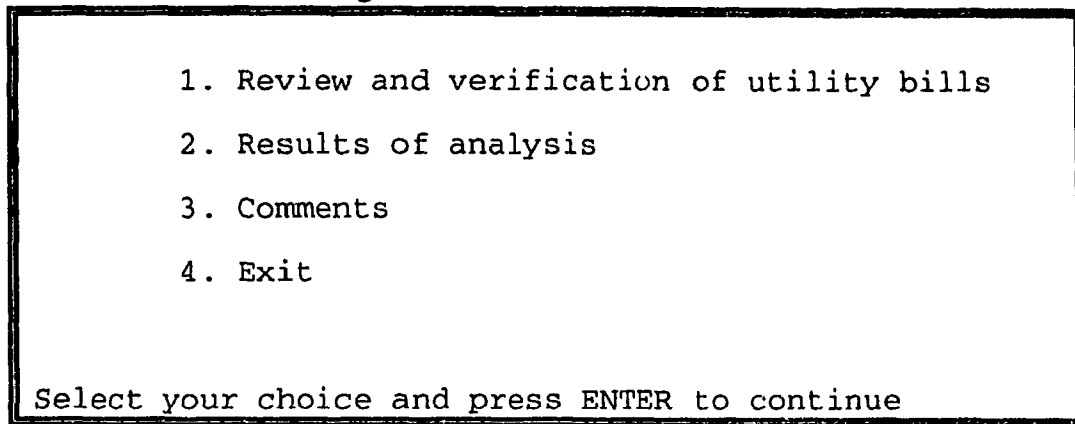 1. Review and verification of utility bills
2. Results of analysis
3. Comments
4. Exit
Select your choice and press ENTER to continue